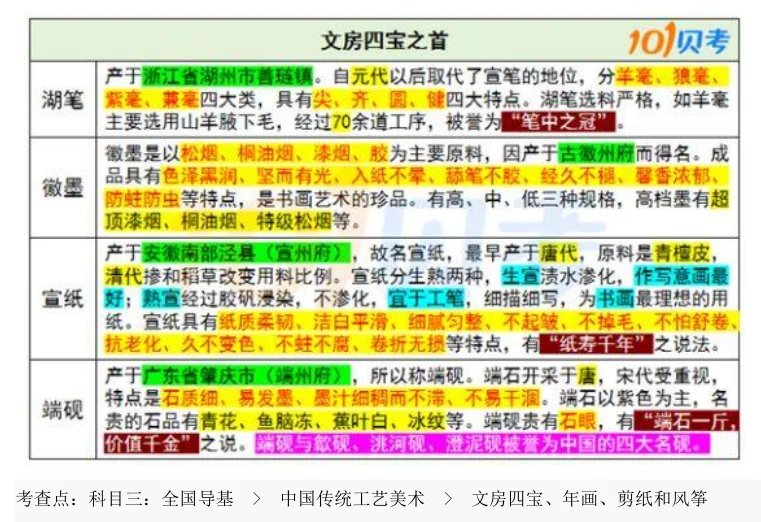 文房四宝之首
101贝考
湖笔
产于浙江省湖州市善琏镇。自元代以后取代了宣笔的地位，分羊毫、狼毫、
紫毫、兼毫四大类，具有尖、齐、圆、健四大特点。湖笔选料严格，如羊毫
主要选用山羊腋下毛，经过70余道工序，被誉为“笔中之冠”。
徽墨
徽墨是以松烟、桐油烟、漆烟、胶为主要原料，因产于古徽州府而得名。成
品具有色泽黑润、坚而有光、入纸不晕、舔笔不胶、经久不褪、馨香浓郁、
防蛀防虫等特点，是书画艺术的珍品。有高、中、低三种规格，高档墨有超
顶漆烟、桐油烟、特级松烟等。
宣纸
产于安徽南部泾县（宣州府），故名宣纸，最早产于唐代，原料是青檀皮，
清代掺和稻草改变用料比例。宣纸分生熟两种，生宣渍水渗化，作写意画最
好；熟宣经过胶矾浸染，不渗化，宜于工笔，细描细写，为书画最理想的用
纸。宣纸具有纸质柔韧、洁白平滑、细腻匀整、不起皱、不掉毛、不怕舒卷、
抗老化、久不变色、不蛀不腐、卷折无损等特点，有“纸寿千年”之说法。
端砚
产于广东省肇庆市（端州府），所以称端砚。端石开采于唐，宋代受重视，
特点是石质细、易发墨、墨汁细稠而不滞、不易干涸。端石以紫色为主，名
贵的石品有青花、鱼脑冻、蕉叶白、冰纹等。端砚贵有石眼，有“端石一斤，
价值千金”之说。端砚与歙砚、洮河砚、澄泥砚被誉为中国的四大名砚。
考查点：科目三：全国导基 > 中国传统工艺美术 > 文房四宝、年画、剪纸和风筝